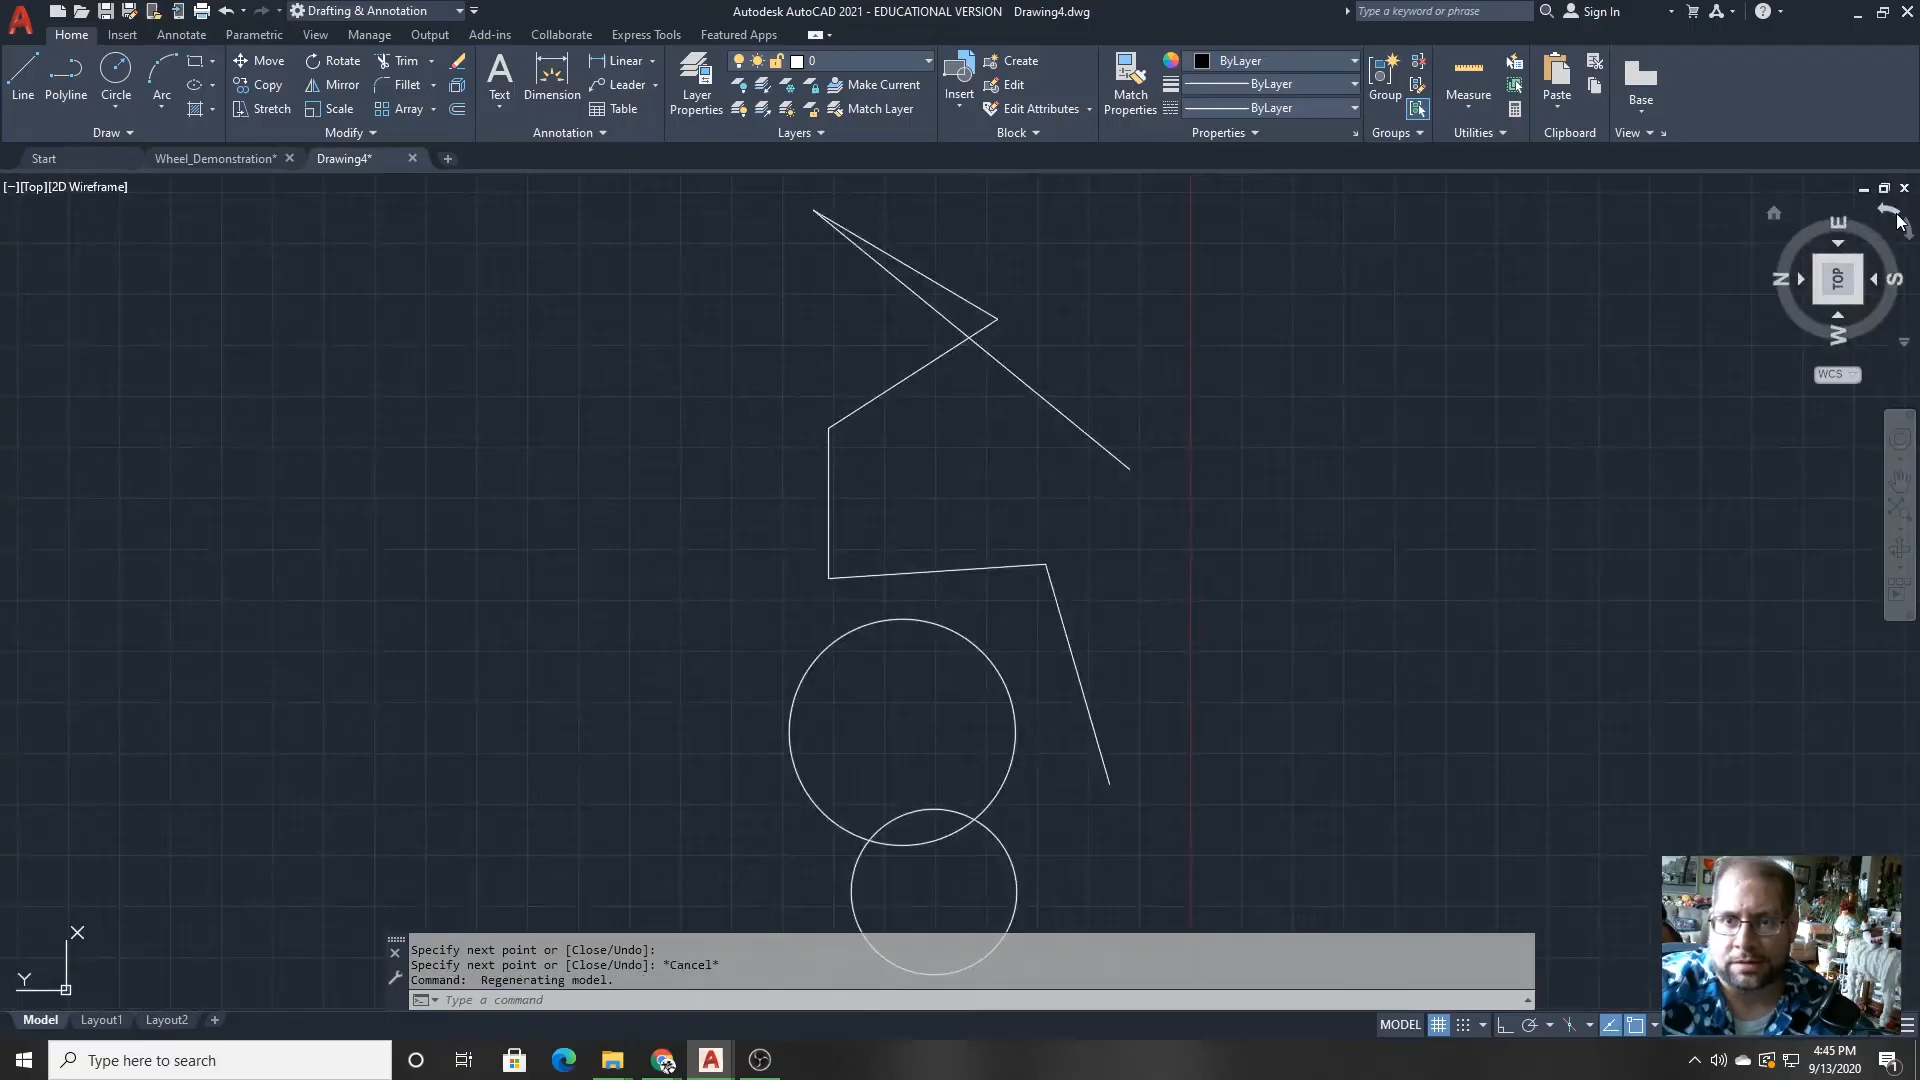 Drafting & Annotation
Autodesk AutoCAD 2021 - EDUCATIONAL VERSION Drawing4.dwg
Type a keyword or phrase
Sign In
Home Insert Annotate Parametric View Manage Output Add-ins Collaborate Express Tools Featured Apps
Line Polyline Circle Arc
Move Rotate Trim
Copy Mirror Fillet
Stretch Scale Array
Text Dimension
Linear
Leader
Table
Layer Properties
0
Make Current
Match Layer
Insert
Create
Edit
Edit Attributes
Match Properties
ByLayer
ByLayer
ByLayer
Group
Measure
Paste
Base
Draw Modify Annotation Layers Block Properties Groups Utilities Clipboard View
Start Wheel_Demonstration* Drawing4*
[−][Top][2D Wireframe]
E
N TOP S
W
WCS
X
Y
Specify next point or [Close/Undo]:
Specify next point or [Close/Undo]: *Cancel*
Command: Regenerating model.
Type a command
Model Layout1 Layout2
MODEL
Type here to search
4:45 PM
9/13/2020
1